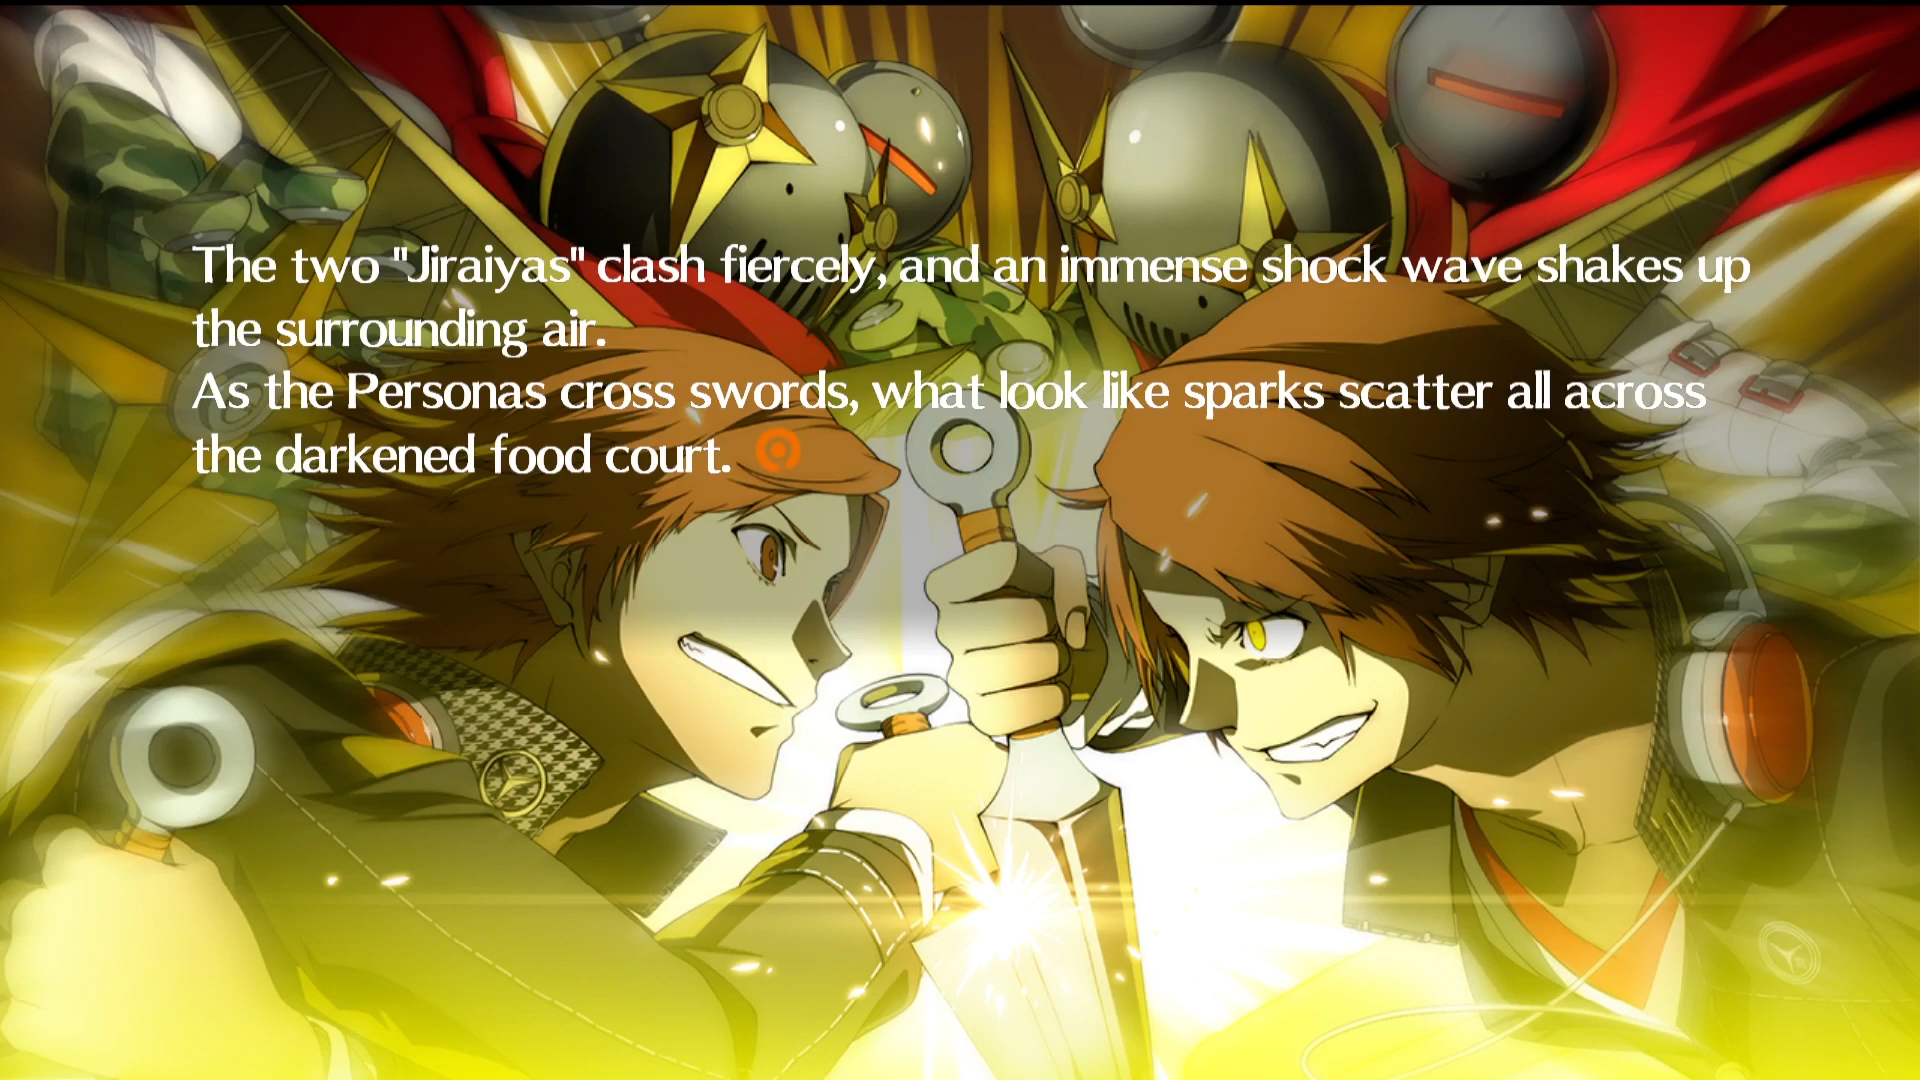 The two "Jiraiyas" clash fiercely, and an immense shock wave shakes up
the surrounding air.
As the Personas cross swords, what look like sparks scatter all across
the darkened food court.